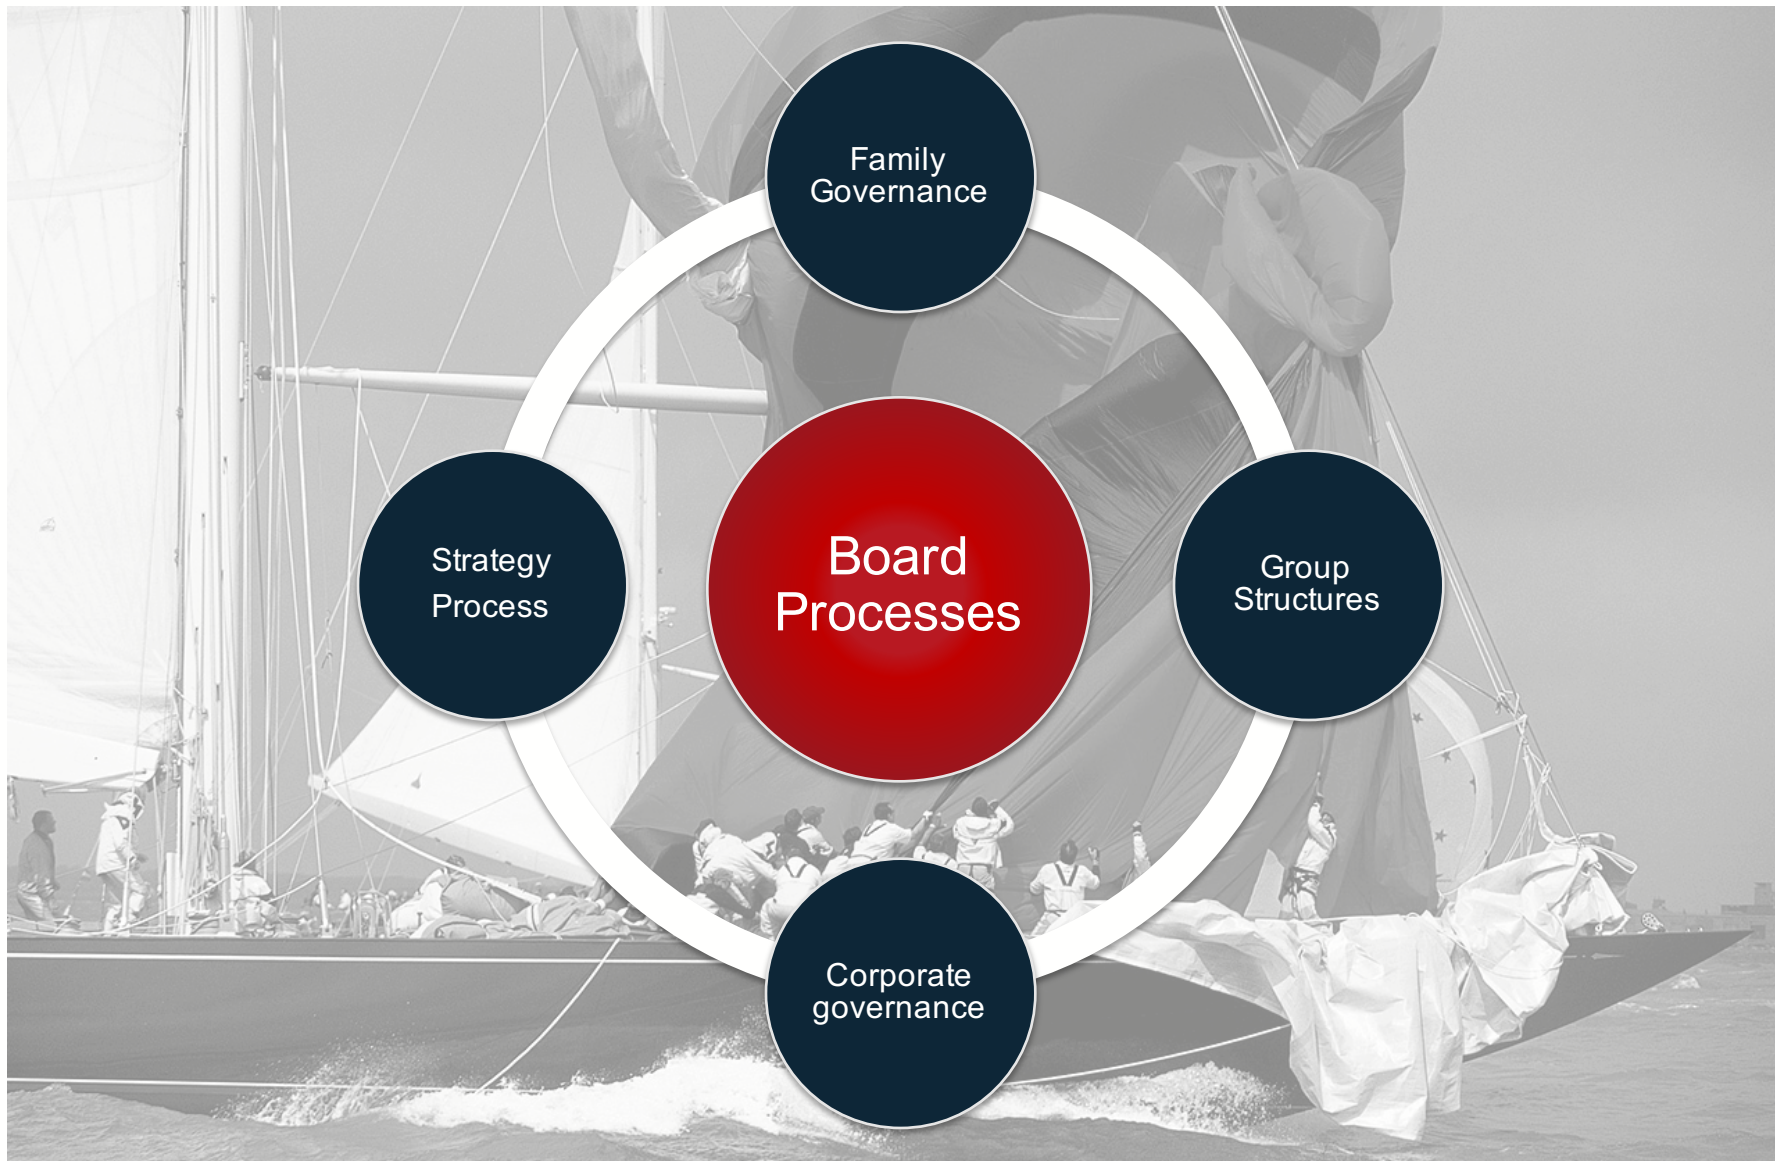 Family
Governance
Strategy
Process
Board
Processes
Group
Structures
Corporate
governance